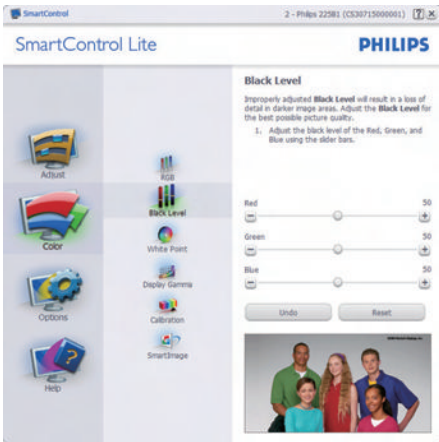 SmartControl
2 - Philips 225B1 (CS30715000001)
SmartControl Lite
PHILIPS
Adjust
Color
Options
Help
RGB
Black Level
White Point
Display Gamma
Calibration
SmartImage
Black Level
Improperly adjusted Black Level will result in a loss of
detail in darker image areas. Adjust the Black Level for
the best possible picture quality.
1. Adjust the black level of the Red, Green, and
Blue using the slider bars.
Red 50
Green 50
Blue 50
Undo Reset